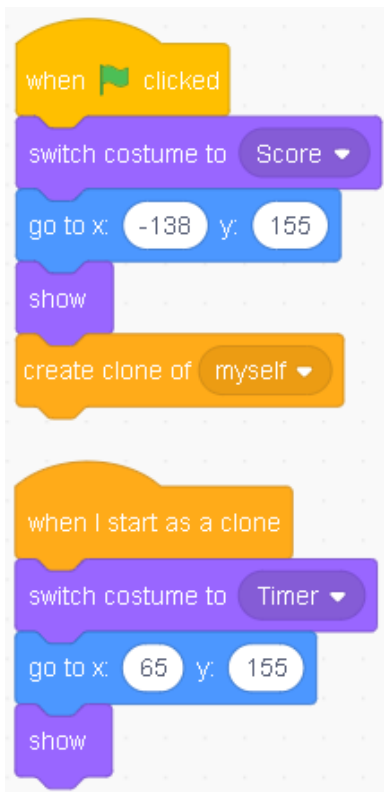 when clicked
switch costume to Score
go to x: -138 y: 155
show
create clone of myself
when I start as a clone
switch costume to Timer
go to x: 65 y: 155
show